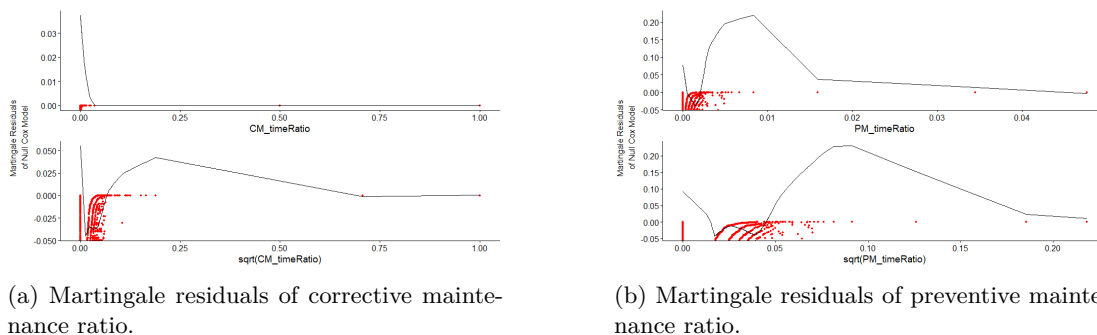 Martingale Residuals
of Null Cox Model
0.03
0.02
0.01
0.00
0.00 0.25 0.50 0.75 1.00
CM_timeRatio
0.050
0.025
0.000
-0.025
-0.050
0.00 0.25 0.50 0.75 1.00
sqrt(CM_timeRatio)
(a) Martingale residuals of corrective mainte-
nance ratio.
Martingale Residuals
of Null Cox Model
0.20
0.15
0.10
0.05
0.00
-0.05
0.00 0.01 0.02 0.03 0.04
PM_timeRatio
0.20
0.15
0.10
0.05
0.00
-0.05
0.00 0.05 0.10 0.15 0.20
sqrt(PM_timeRatio)
(b) Martingale residuals of preventive mainte
nance ratio.